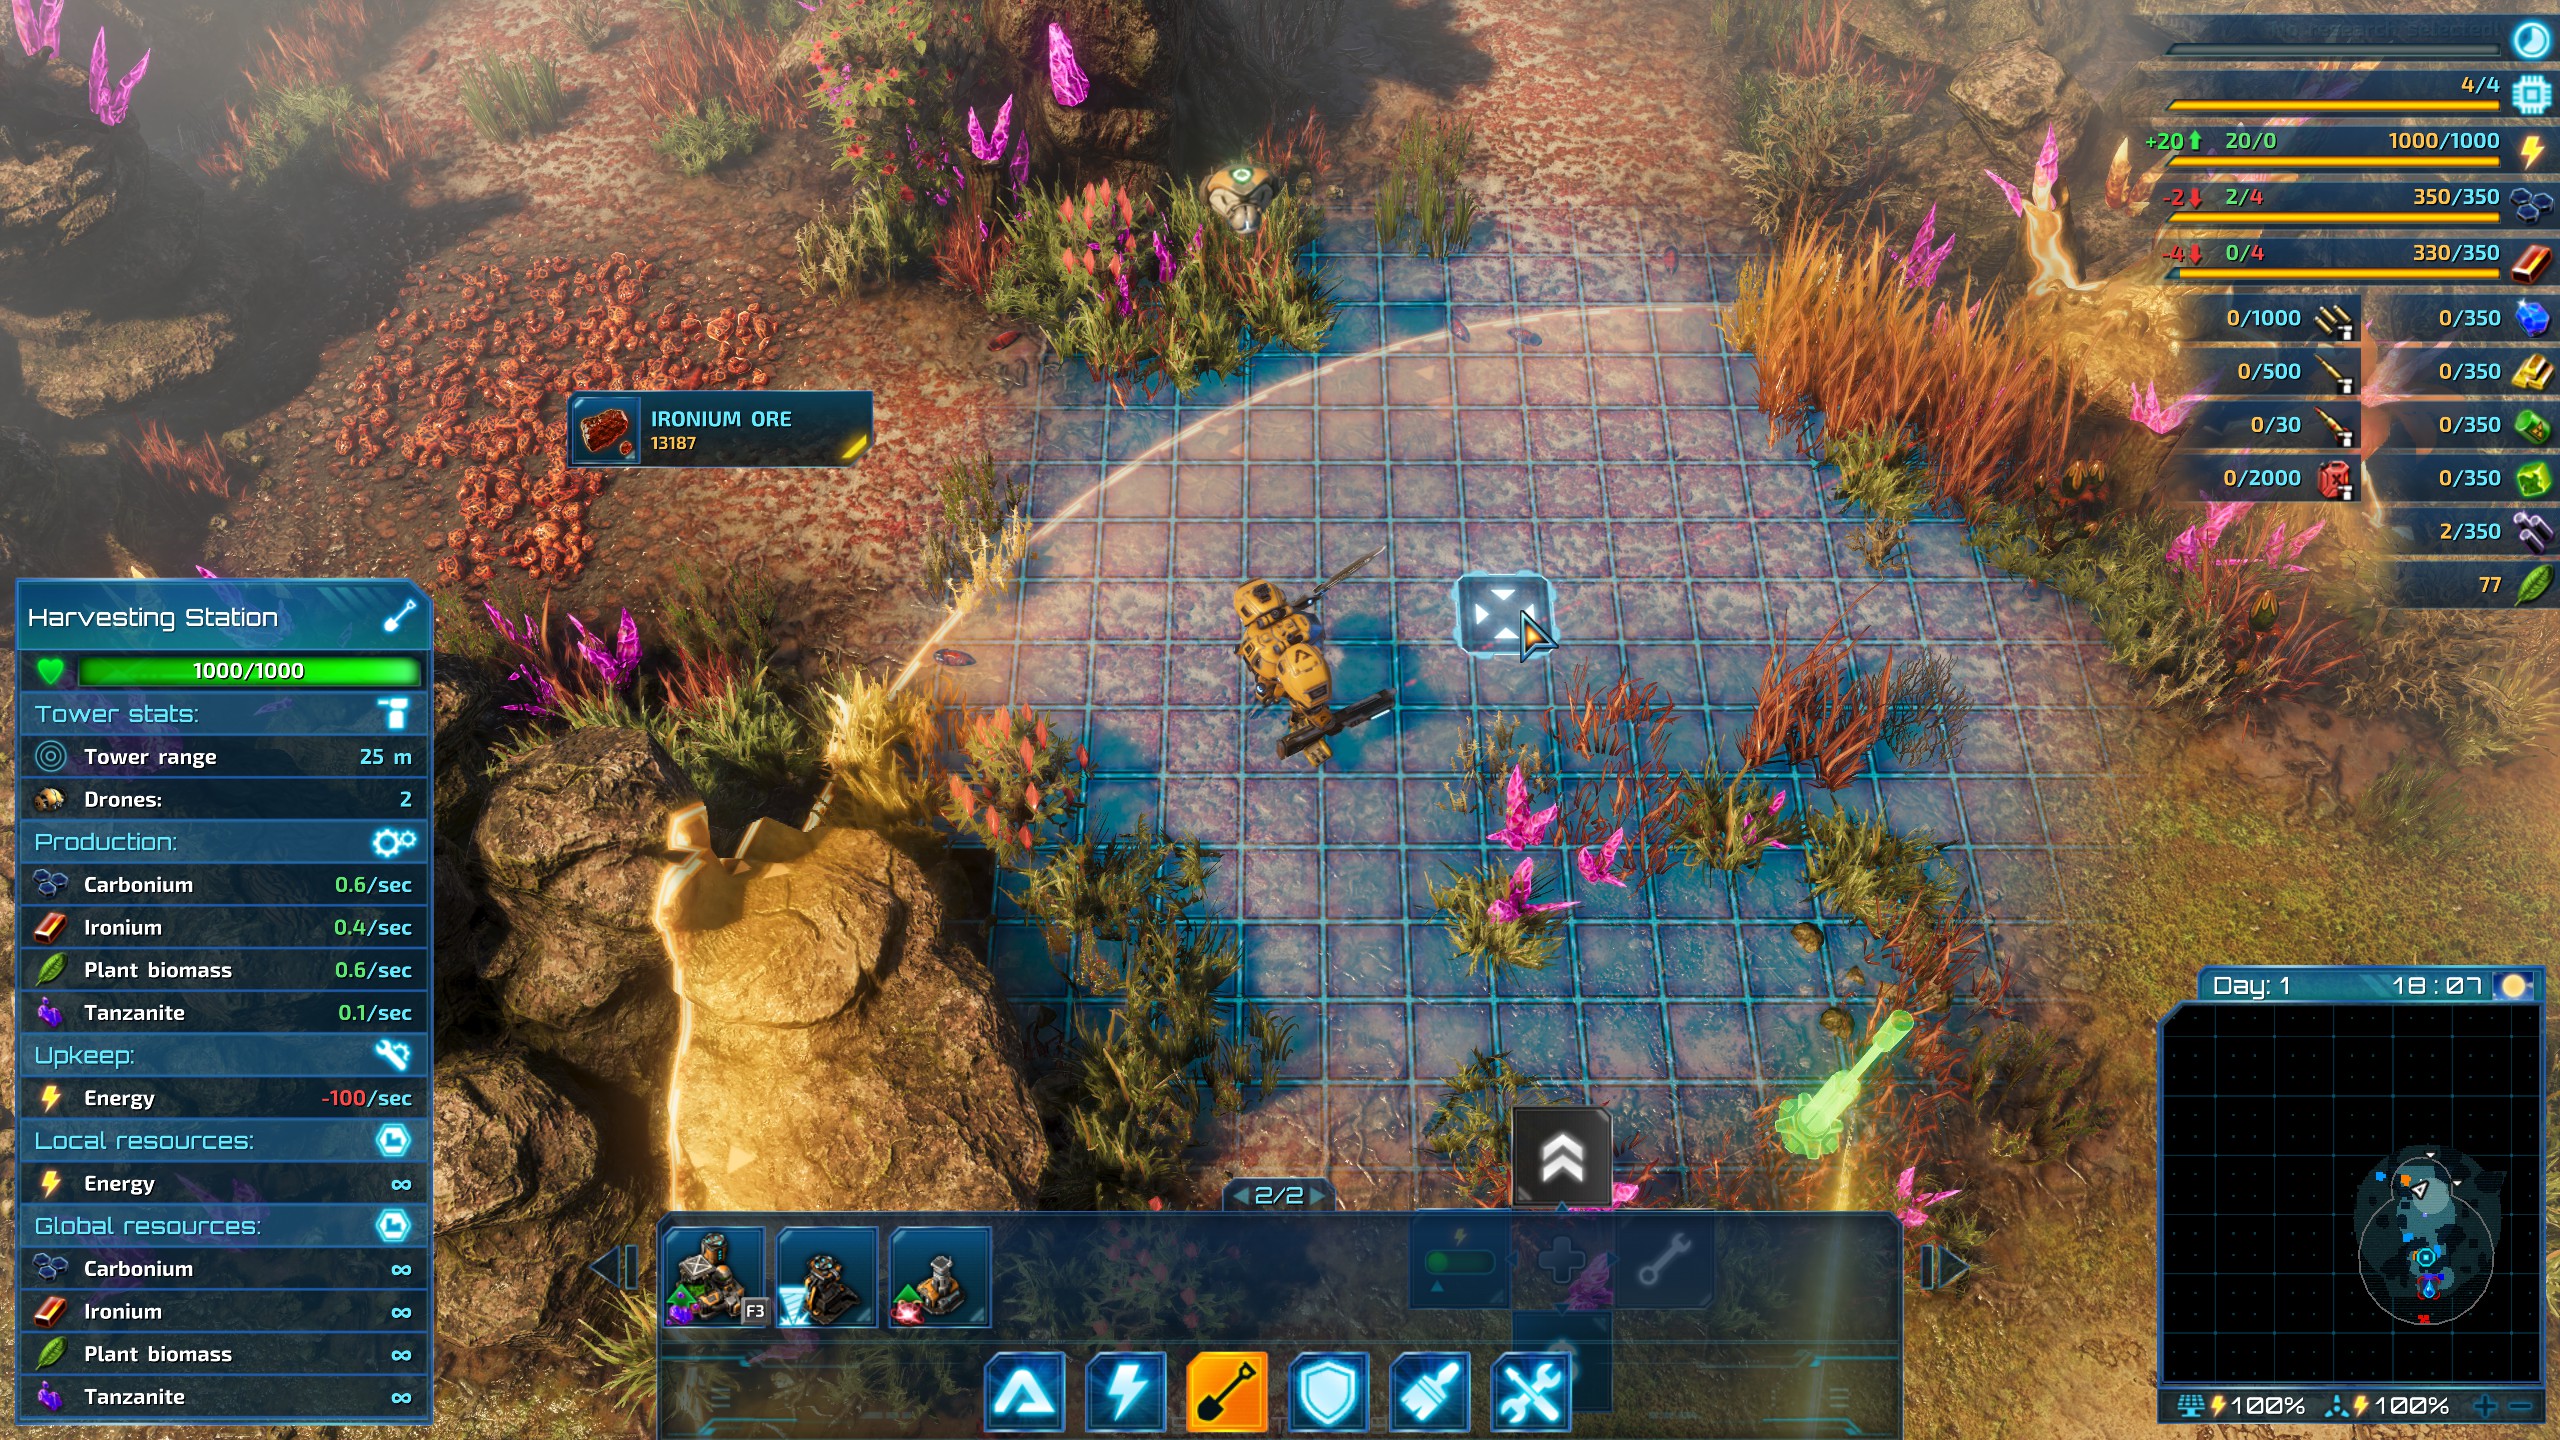 No research selected!
4/4
+20 20/0 1000/1000
-2 2/4 350/350
-4 0/4 330/350
0/1000 0/350
0/500 0/350
0/30 0/350
0/2000 0/350
2/350
77
IRONIUM ORE
13187
Harvesting Station
1000/1000
Tower stats:
Tower range 25 m
Drones: 2
Production:
Carbonium 0.6/sec
Ironium 0.4/sec
Plant biomass 0.6/sec
Tanzanite 0.1/sec
Upkeep:
Energy -100/sec
Local resources:
Energy ∞
Global resources:
Carbonium ∞
Ironium ∞
Plant biomass ∞
Tanzanite ∞
2/2
F3
Day: 1 18:07
100% 100%